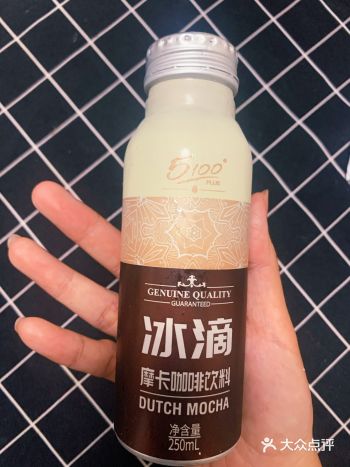 5100°
PLUS
GENUINE QUALITY
GUARANTEED
冰滴
摩卡咖啡饮料
DUTCH MOCHA
净含量
250mL
大众点评